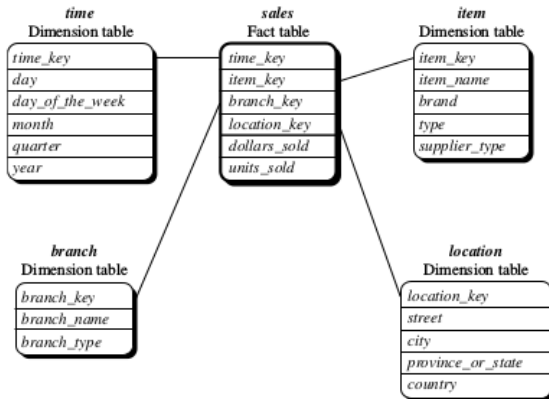 time
Dimension table
time_key
day
day_of_the_week
month
quarter
year
sales
Fact table
time_key
item_key
branch_key
location_key
dollars_sold
units_sold
item
Dimension table
item_key
item_name
brand
type
supplier_type
branch
Dimension table
branch_key
branch_name
branch_type
location
Dimension table
location_key
street
city
province_or_state
country